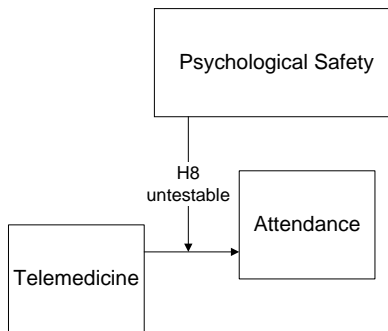 Psychological Safety
H8
untestable
Attendance
Telemedicine